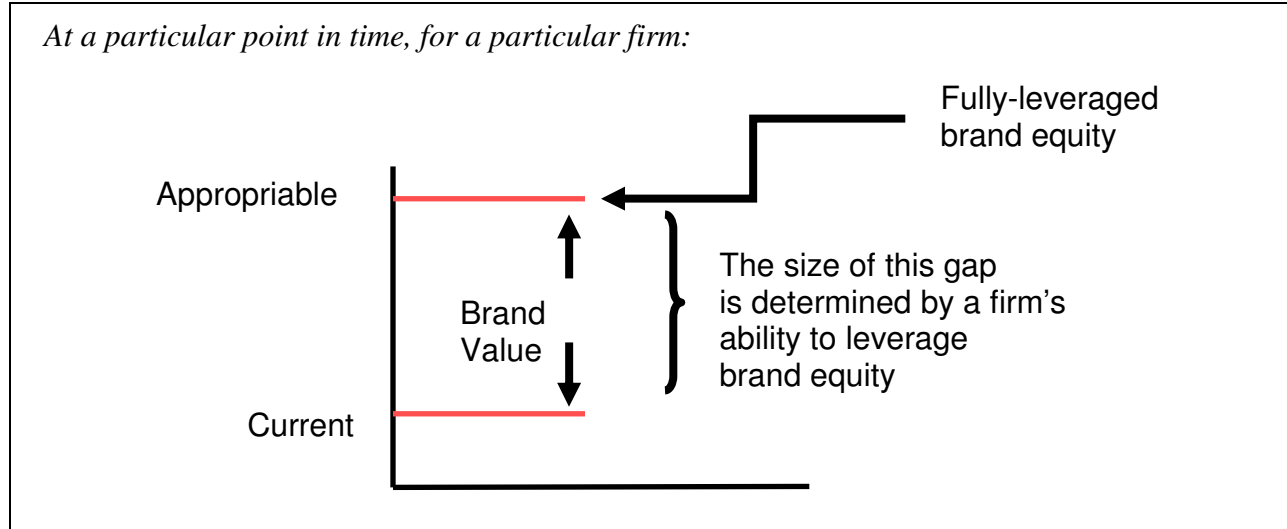 At a particular point in time, for a particular firm:
Fully-leveraged
brand equity
Appropriable
The size of this gap
is determined by a firm's
ability to leverage
brand equity
Brand
Value
Current